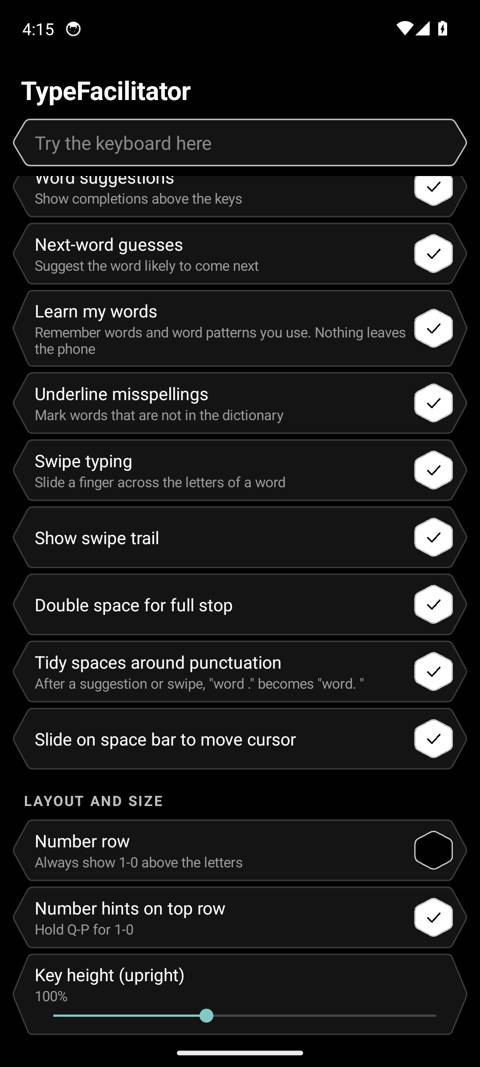 4:15
TypeFacilitator
Try the keyboard here
Word suggestions
Show completions above the keys
Next-word guesses
Suggest the word likely to come next
Learn my words
Remember words and word patterns you use. Nothing leaves
the phone
Underline misspellings
Mark words that are not in the dictionary
Swipe typing
Slide a finger across the letters of a word
Show swipe trail
Double space for full stop
Tidy spaces around punctuation
After a suggestion or swipe, "word ." becomes "word. "
Slide on space bar to move cursor
LAYOUT AND SIZE
Number row
Always show 1-0 above the letters
Number hints on top row
Hold Q-P for 1-0
Key height (upright)
100%